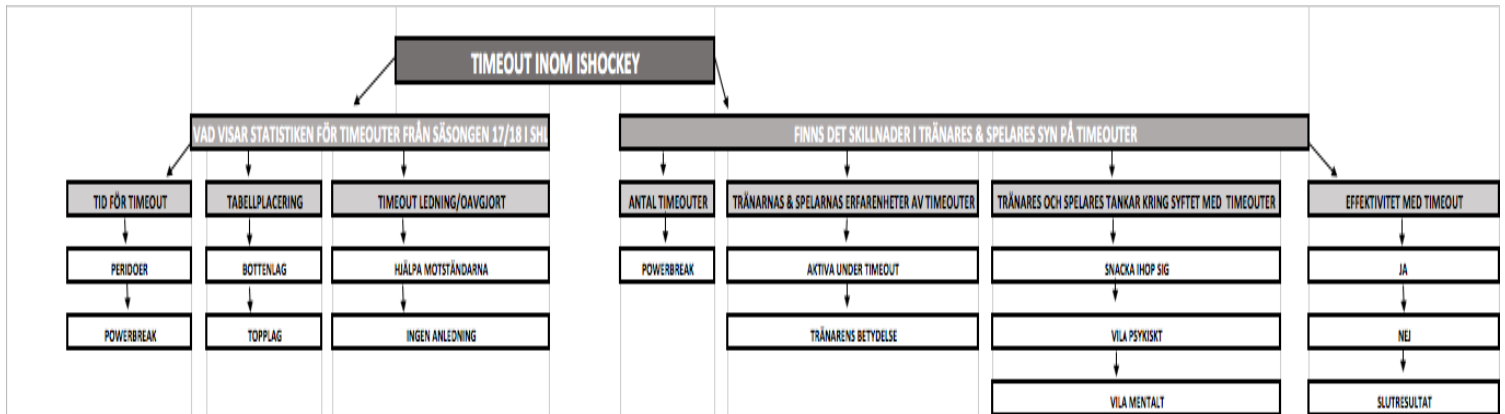 TIMEOUT INOM ISHOCKEY
VAD VISAR STATISTIKEN FÖR TIMEOUTER FRÅN SÄSONGEN 17/18 I SHL
FINNS DET SKILLNADER I TRÄNARES & SPELARES SYN PÅ TIMEOUTER
TID FÖR TIMEOUT
TABELLPLACERING
TIMEOUT LEDNING/OAVGJORT
ANTAL TIMEOUTER
TRÄNARNAS & SPELARNAS ERFARENHETER AV TIMEOUTER
TRÄNARES OCH SPELARES TANKAR KRING SYFTET MED TIMEOUTER
EFFEKTIVITET MED TIMEOUT
PERIDOER
BOTTENLAG
HJÄLPA MOTSTÅNDARNA
POWERBREAK
AKTIVA UNDER TIMEOUT
SNACKA IHOP SIG
JA
POWERBREAK
TOPPLAG
INGEN ANLEDNING
TRÄNARENS BETYDELSE
VILA PSYKISKT
NEJ
VILA MENTALT
SLUTRESULTAT